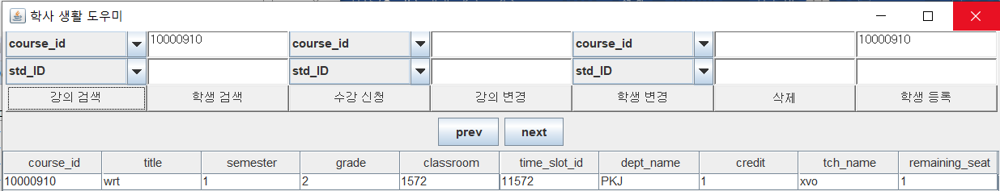 학사 생활 도우미
course_id 10000910 course_id course_id 10000910
std_ID std_ID std_ID
강의 검색 학생 검색 수강 신청 강의 변경 학생 변경 삭제 학생 등록
prev next
course_id title semester grade classroom time_slot_id dept_name credit tch_name remaining_seat
10000910 wrt 1 2 1572 11572 PKJ 1 xvo 1